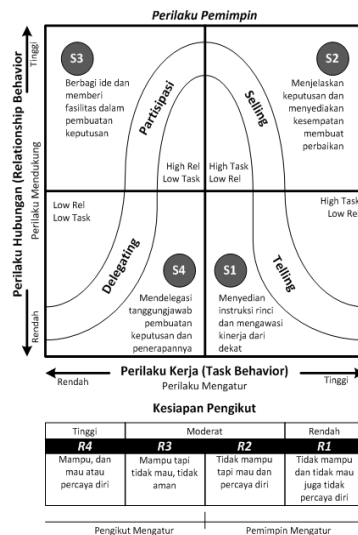 Perilaku Pemimpin
Perilaku Hubungan (Relationship Behavior)
Perilaku Mendukung
Tinggi
Rendah
S3
Berbagi ide dan
memberi
fasilitas dalam
pembuatan
keputusan
Partisipasi
S2
Menjelaskan
keputusan dan
menyediakan
kesempatan
membuat
perbaikan
Selling
High Rel
Low Task
High Task
Low Rel
Low Rel
Low Task
High Task
Low Rel
Delegating
S4
Mendelegasi
tanggungjawab
pembuatan
keputusan dan
penerapannya
S1
Menyedian
instruksi rinci
dan mengawasi
kinerja dari
dekat
Telling
Rendah
Perilaku Kerja (Task Behavior)
Perilaku Mengatur
Tinggi
Kesiapan Pengikut
Tinggi
Moderat
Rendah
R4
R3
R2
R1
Mampu, dan
mau atau
percaya diri
Mampu tapi
tidak mau, tidak
aman
Tidak mampu
tapi mau dan
percaya diri
Tidak mampu
dan tidak mau
juga tidak
percaya diri
Pengikut Mengatur
Pemimpin Mengatur